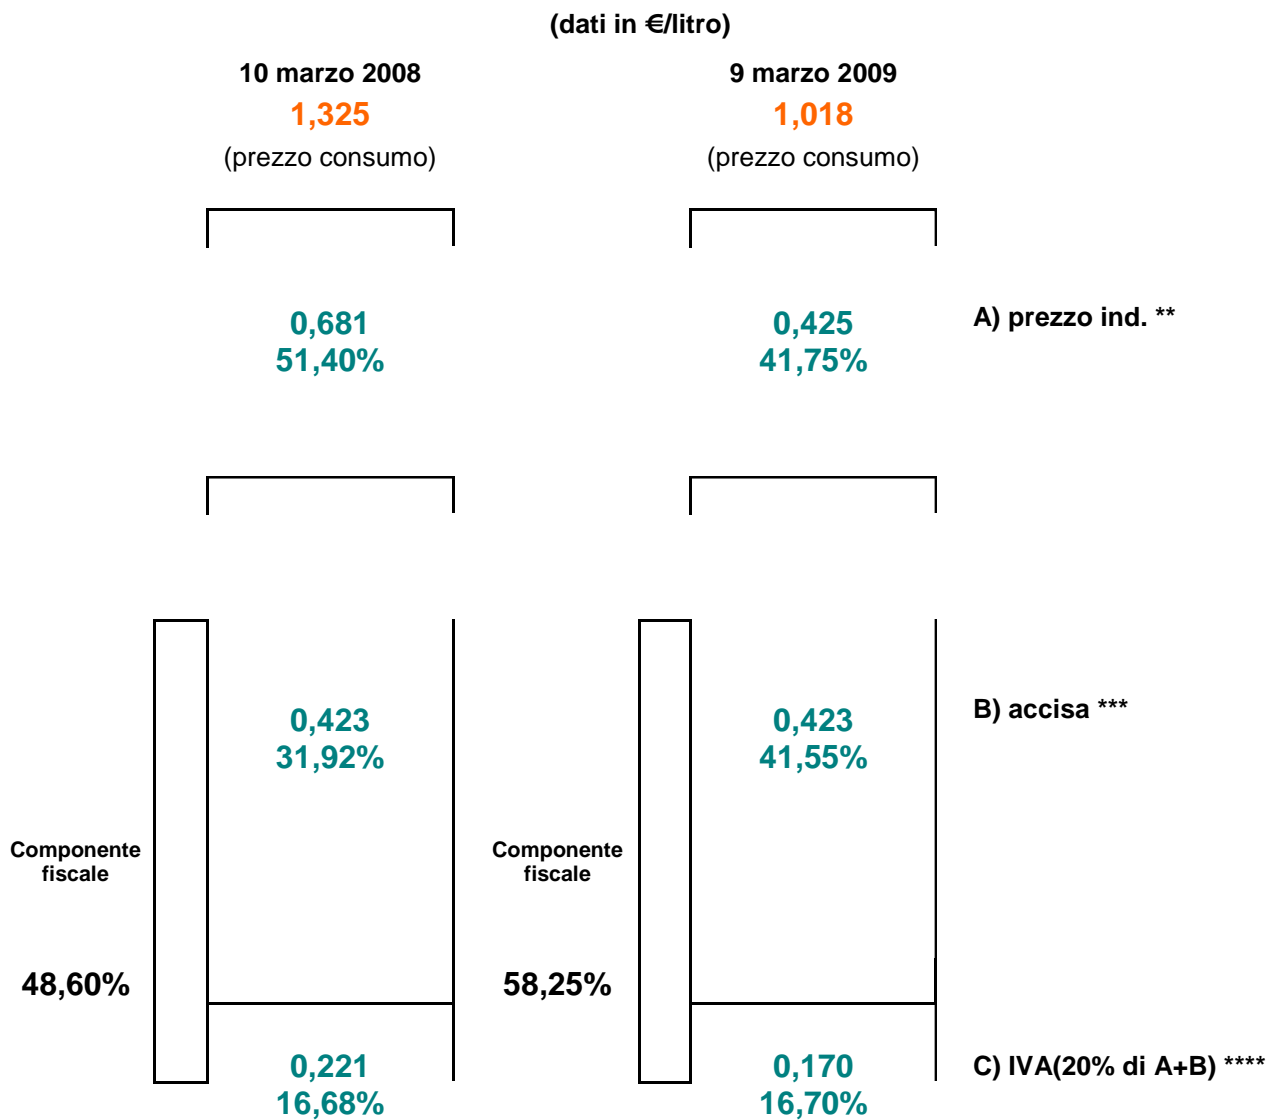 (dati in €/litro)
10 marzo 2008
9 marzo 2009
1,325
1,018
(prezzo consumo)
(prezzo consumo)
0,681
51,40%
0,425
41,75%
A) prezzo ind. **
0,423
31,92%
0,423
41,55%
B) accisa ***
Componente
fiscale
48,60%
Componente
fiscale
58,25%
0,221
16,68%
0,170
16,70%
C) IVA(20% di A+B) ****